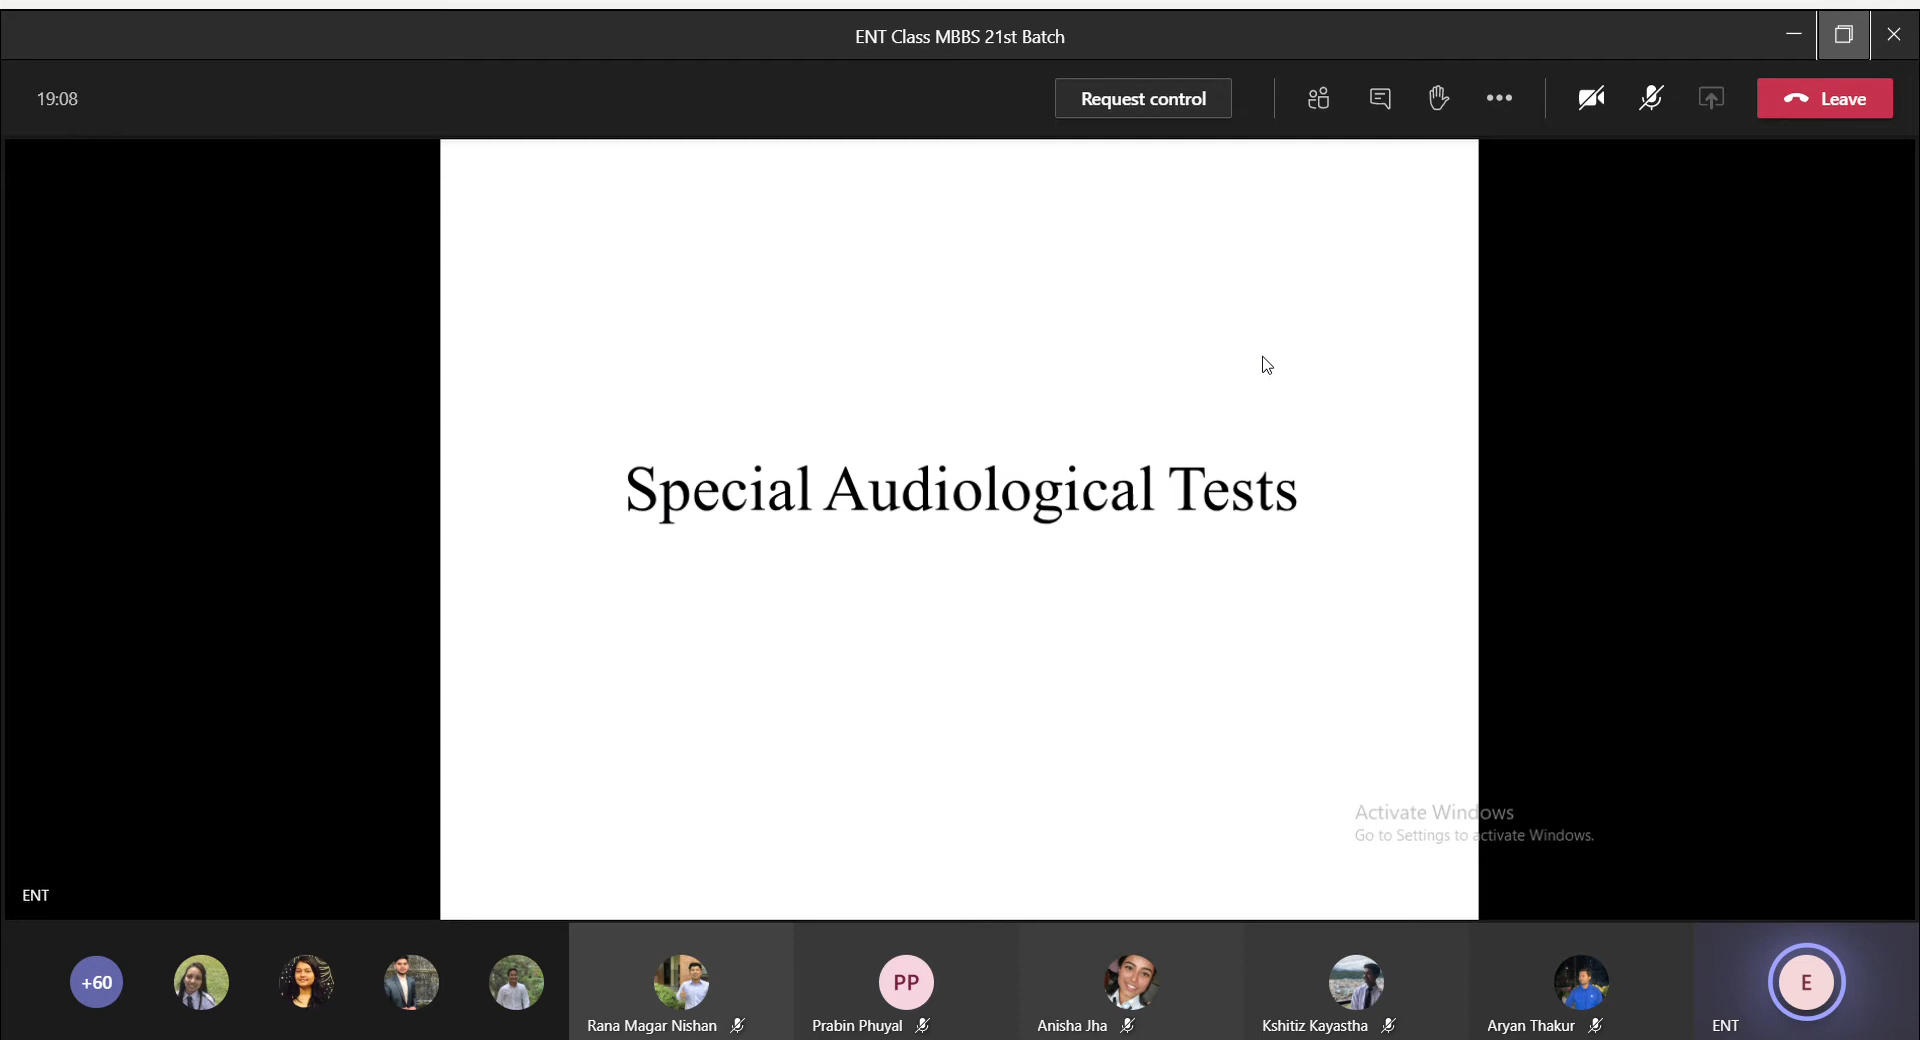 ENT Class MBBS 21st Batch
19:08
Request control
Leave
Special Audiological Tests
Activate Windows
Go to Settings to activate Windows.
ENT
+60
Rana Magar Nishan
PP
Prabin Phuyal
Anisha Jha
Kshitiz Kayastha
Aryan Thakur
E
ENT